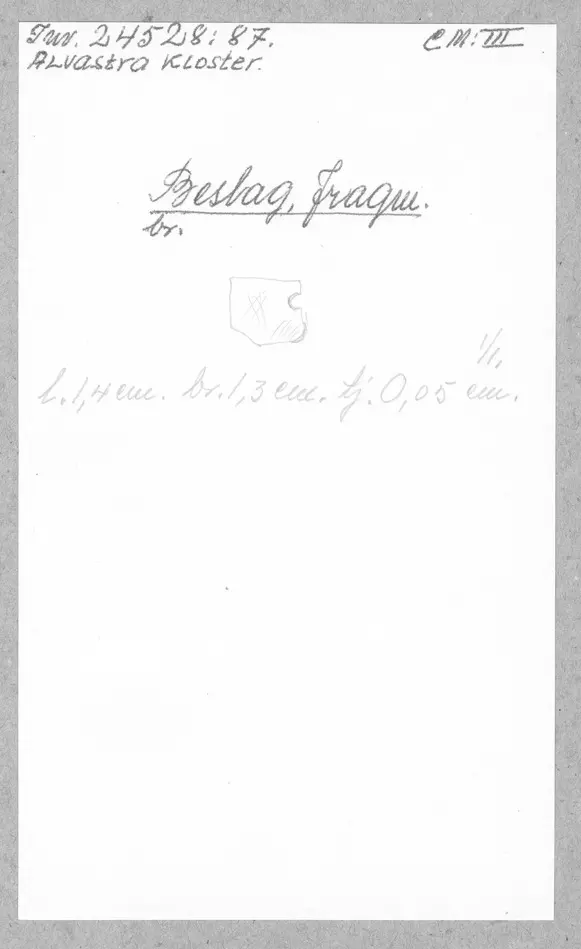 Inv. 24528:87. CM:III
Alvastra Kloster.
Beslag, fragm.
br.
1/1.
l. 1,4 cm. br. 1,3 cm. tj. 0,05 cm.